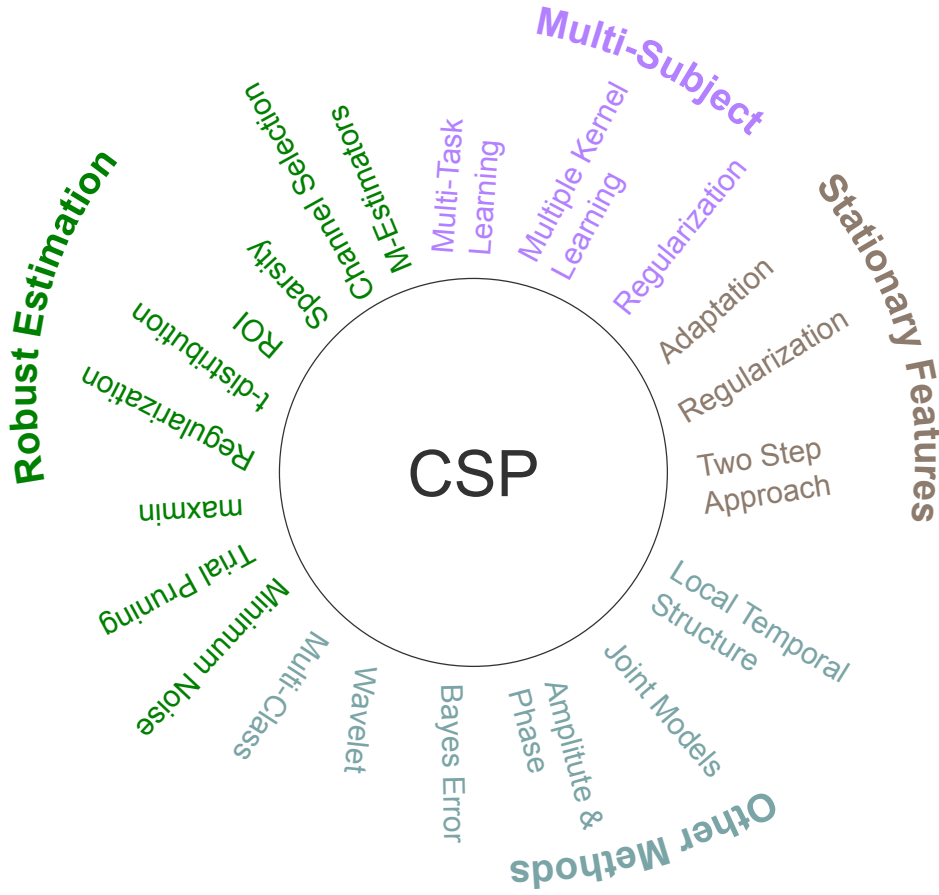 CSP
Multi-Subject
Multi-Task
Learning
Multiple Kernel
Learning
Regularization
Stationary Features
Adaptation
Regularization
Two Step
Approach
Other Methods
Local Temporal
Structure
Joint Models
Amplitute &
Phase
Bayes Error
Wavelet
Multi-Class
Robust Estimation
Minimum Noise
Trial Pruning
maxmin
Regularization
t-distribution
ROI
Sparsity
Channel Selection
M-Estimators